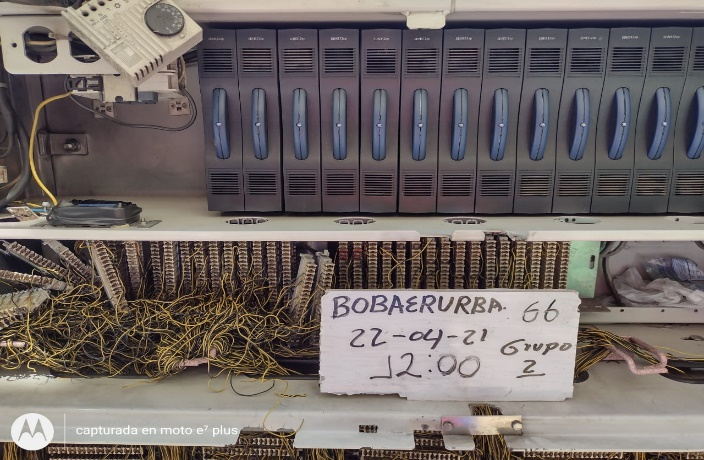 BOBAERURBA. 66
22-04-21
Grupo
12:00 2
capturada en moto e⁷ plus